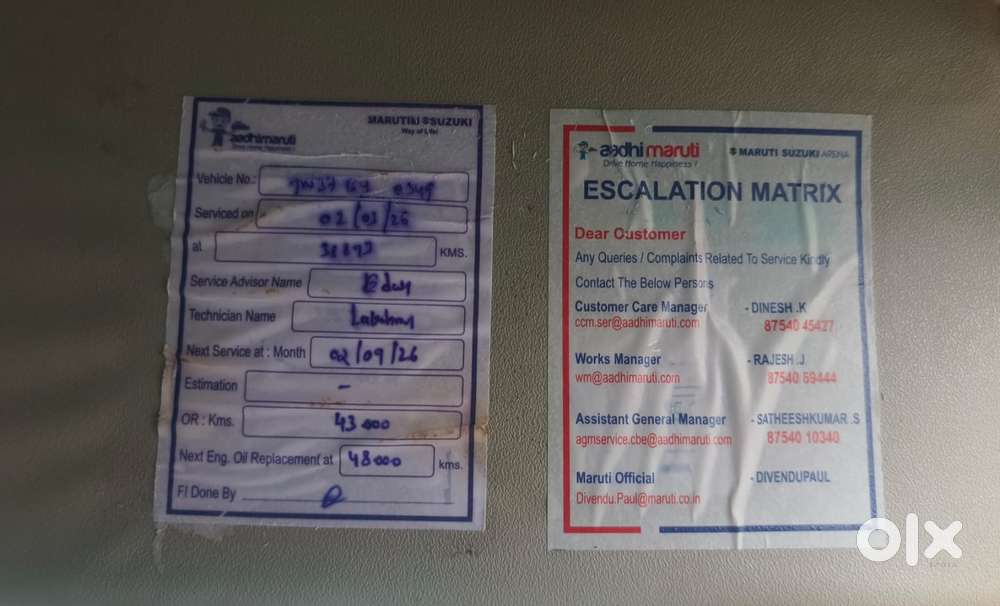 aadhimaruti
Drive Home Happiness !
MARUTI SUZUKI
Way of Life!
Vehicle No.:
Serviced on 02/03/26
at KMS.
Service Advisor Name
Technician Name
Next Service at : Month 02/09/26
Estimation -
OR : Kms. 43000
Next Eng. Oil Replacement at 48000 kms.
FI Done By
aadhimaruti
Drive Home Happiness !
MARUTI SUZUKI ARENA
ESCALATION MATRIX
Dear Customer
Any Queries / Complaints Related To Service Kindly
Contact The Below Persons
Customer Care Manager - DINESH .K
ccm.ser@aadhimaruti.com 87540 45427
Works Manager - RAJESH .J
wm@aadhimaruti.com 87540 59444
Assistant General Manager - SATHEESHKUMAR .S
agmservice.cbe@aadhimaruti.com 87540 10340
Maruti Official - DIVENDUPAUL
Divendu.Paul@maruti.co.in
olx
India